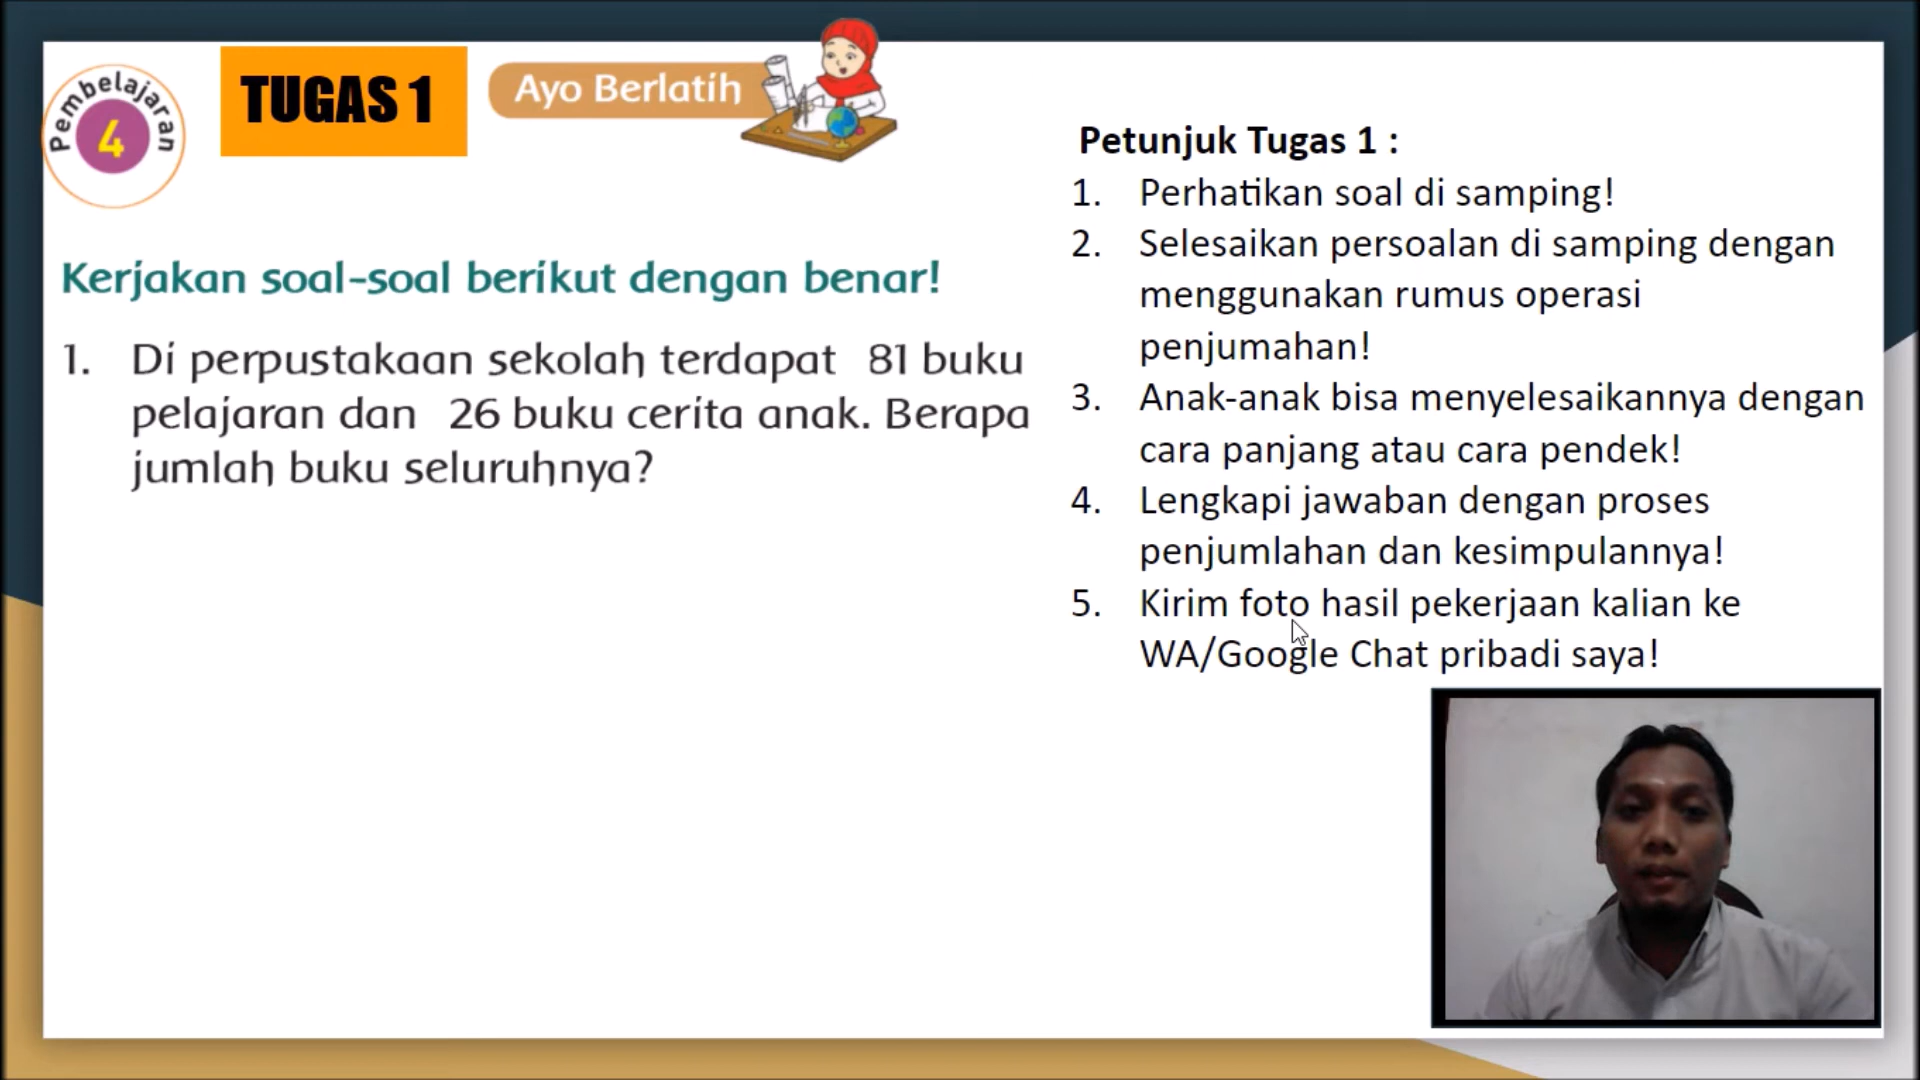 Pembelajaran
4
TUGAS 1
Ayo Berlatih
Kerjakan soal-soal berikut dengan benar!
1. Di perpustakaan sekolah terdapat 81 buku
pelajaran dan 26 buku cerita anak. Berapa
jumlah buku seluruhnya?
Petunjuk Tugas 1 :
1. Perhatikan soal di samping!
2. Selesaikan persoalan di samping dengan
menggunakan rumus operasi
penjumahan!
3. Anak-anak bisa menyelesaikannya dengan
cara panjang atau cara pendek!
4. Lengkapi jawaban dengan proses
penjumlahan dan kesimpulannya!
5. Kirim foto hasil pekerjaan kalian ke
WA/Google Chat pribadi saya!